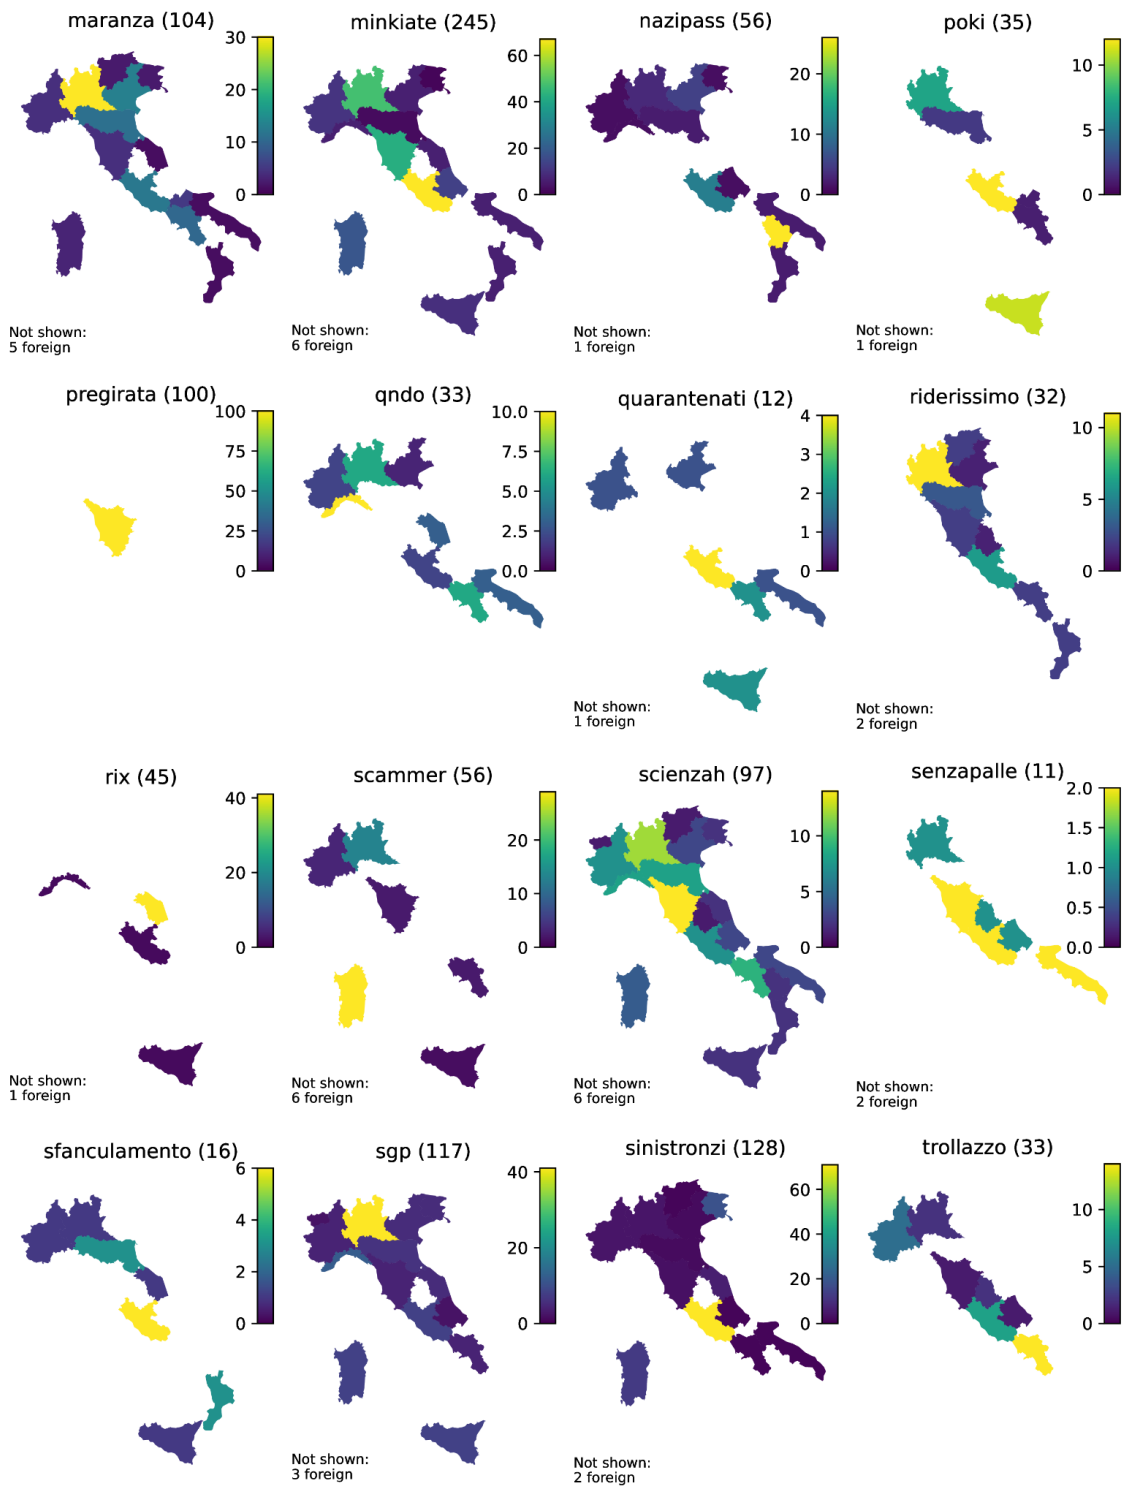 maranza (104)
30
20
10
0
Not shown:
5 foreign
minkiate (245)
60
40
20
0
Not shown:
6 foreign
nazipass (56)
20
10
0
Not shown:
1 foreign
poki (35)
10
5
0
Not shown:
1 foreign
pregirata (100)
100
75
50
25
0
qndo (33)
10.0
7.5
5.0
2.5
0.0
quarantenati (12)
4
3
2
1
0
Not shown:
1 foreign
riderissimo (32)
10
5
0
Not shown:
2 foreign
rix (45)
40
20
0
Not shown:
1 foreign
scammer (56)
20
10
0
Not shown:
6 foreign
scienzah (97)
10
5
0
Not shown:
6 foreign
senzapalle (11)
2.0
1.5
1.0
0.5
0.0
Not shown:
2 foreign
sfanculamento (16)
6
4
2
0
sgp (117)
40
20
0
Not shown:
3 foreign
sinistronzi (128)
60
40
20
0
Not shown:
2 foreign
trollazzo (33)
10
5
0